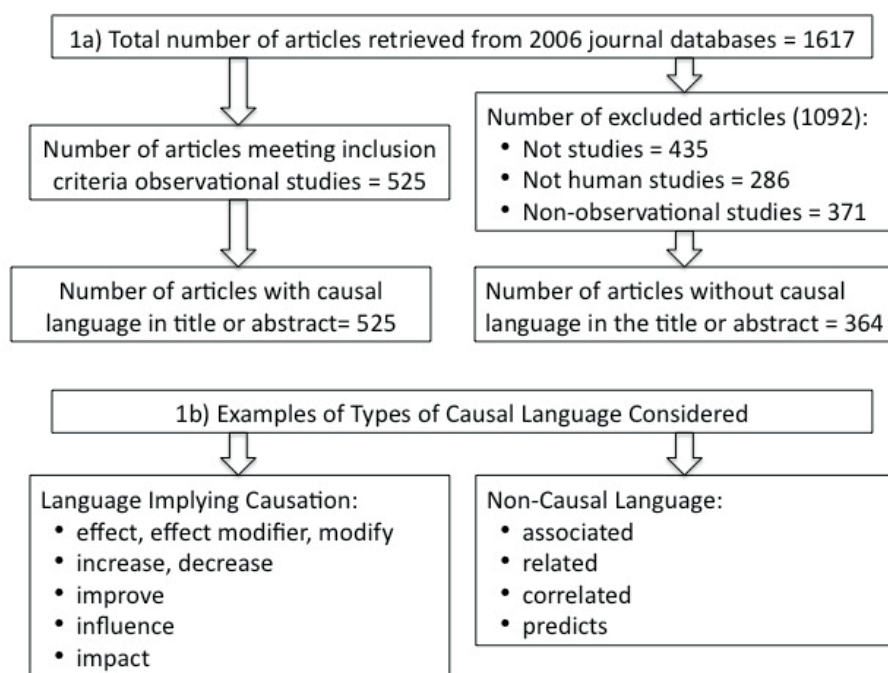 1a) Total number of articles retrieved from 2006 journal databases = 1617
Number of articles meeting inclusion
criteria observational studies = 525
Number of excluded articles (1092):
• Not studies = 435
• Not human studies = 286
• Non-observational studies = 371
Number of articles with causal
language in title or abstract= 525
Number of articles without causal
language in the title or abstract = 364
1b) Examples of Types of Causal Language Considered
Language Implying Causation:
• effect, effect modifier, modify
• increase, decrease
• improve
• influence
• impact
Non-Causal Language:
• associated
• related
• correlated
• predicts